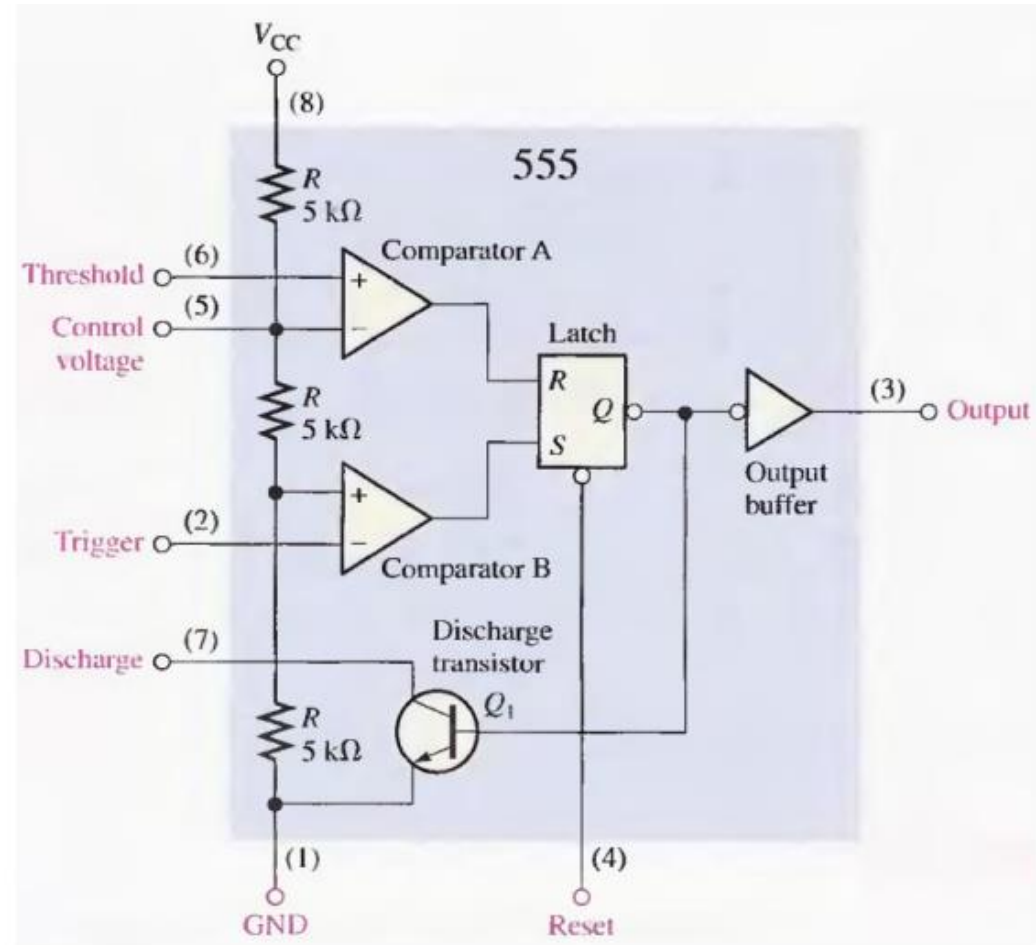 VCC
(8)
555
R
5 kΩ
Comparator A
(6)
Threshold
+
(5)
Control
voltage
−
Latch
R
Q
S
(3)
Output
R
5 kΩ
Output
buffer
+
(2)
Trigger
−
Comparator B
Discharge
transistor
(7)
Discharge
Q1
R
5 kΩ
(1)
(4)
GND
Reset